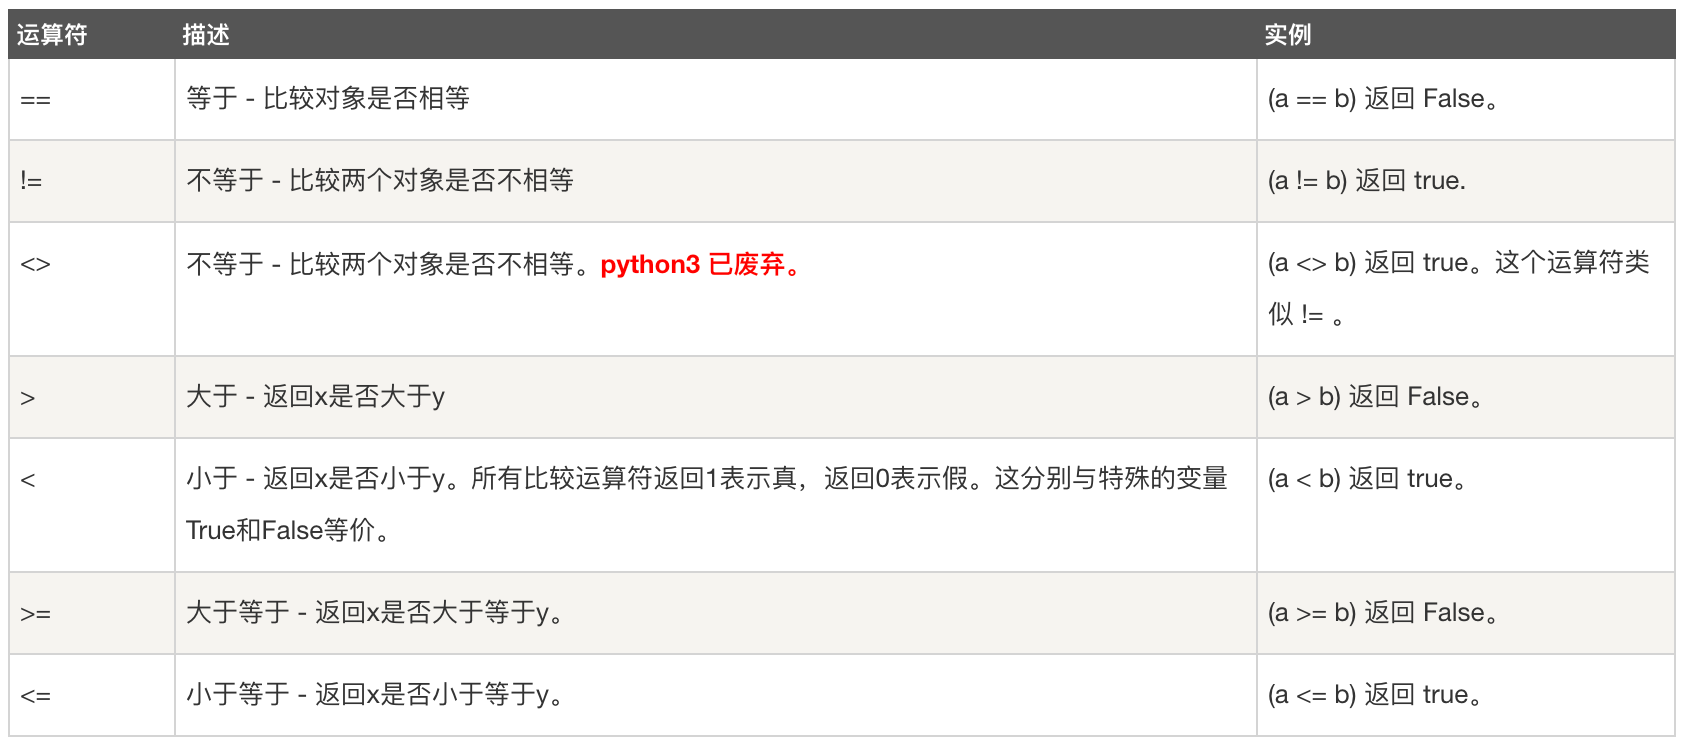 运算符 描述 实例
== 等于 - 比较对象是否相等 (a == b) 返回 False。
!= 不等于 - 比较两个对象是否不相等 (a != b) 返回 true.
<> 不等于 - 比较两个对象是否不相等。python3 已废弃。 (a <> b) 返回 true。这个运算符类
似 != 。
> 大于 - 返回x是否大于y (a > b) 返回 False。
< 小于 - 返回x是否小于y。所有比较运算符返回1表示真，返回0表示假。这分别与特殊的变量 (a < b) 返回 true。
True和False等价。
>= 大于等于 - 返回x是否大于等于y。 (a >= b) 返回 False。
<= 小于等于 - 返回x是否小于等于y。 (a <= b) 返回 true。